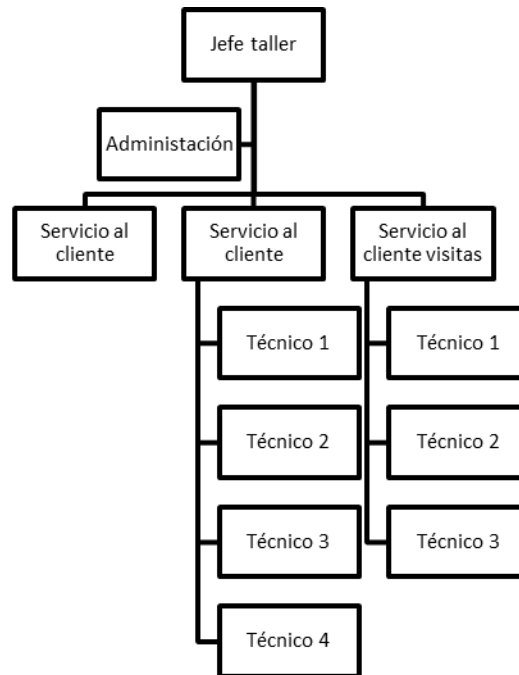 Jefe taller
Administación
Servicio al
cliente
Servicio al
cliente
Servicio al
cliente visitas
Técnico 1
Técnico 2
Técnico 3
Técnico 4
Técnico 1
Técnico 2
Técnico 3